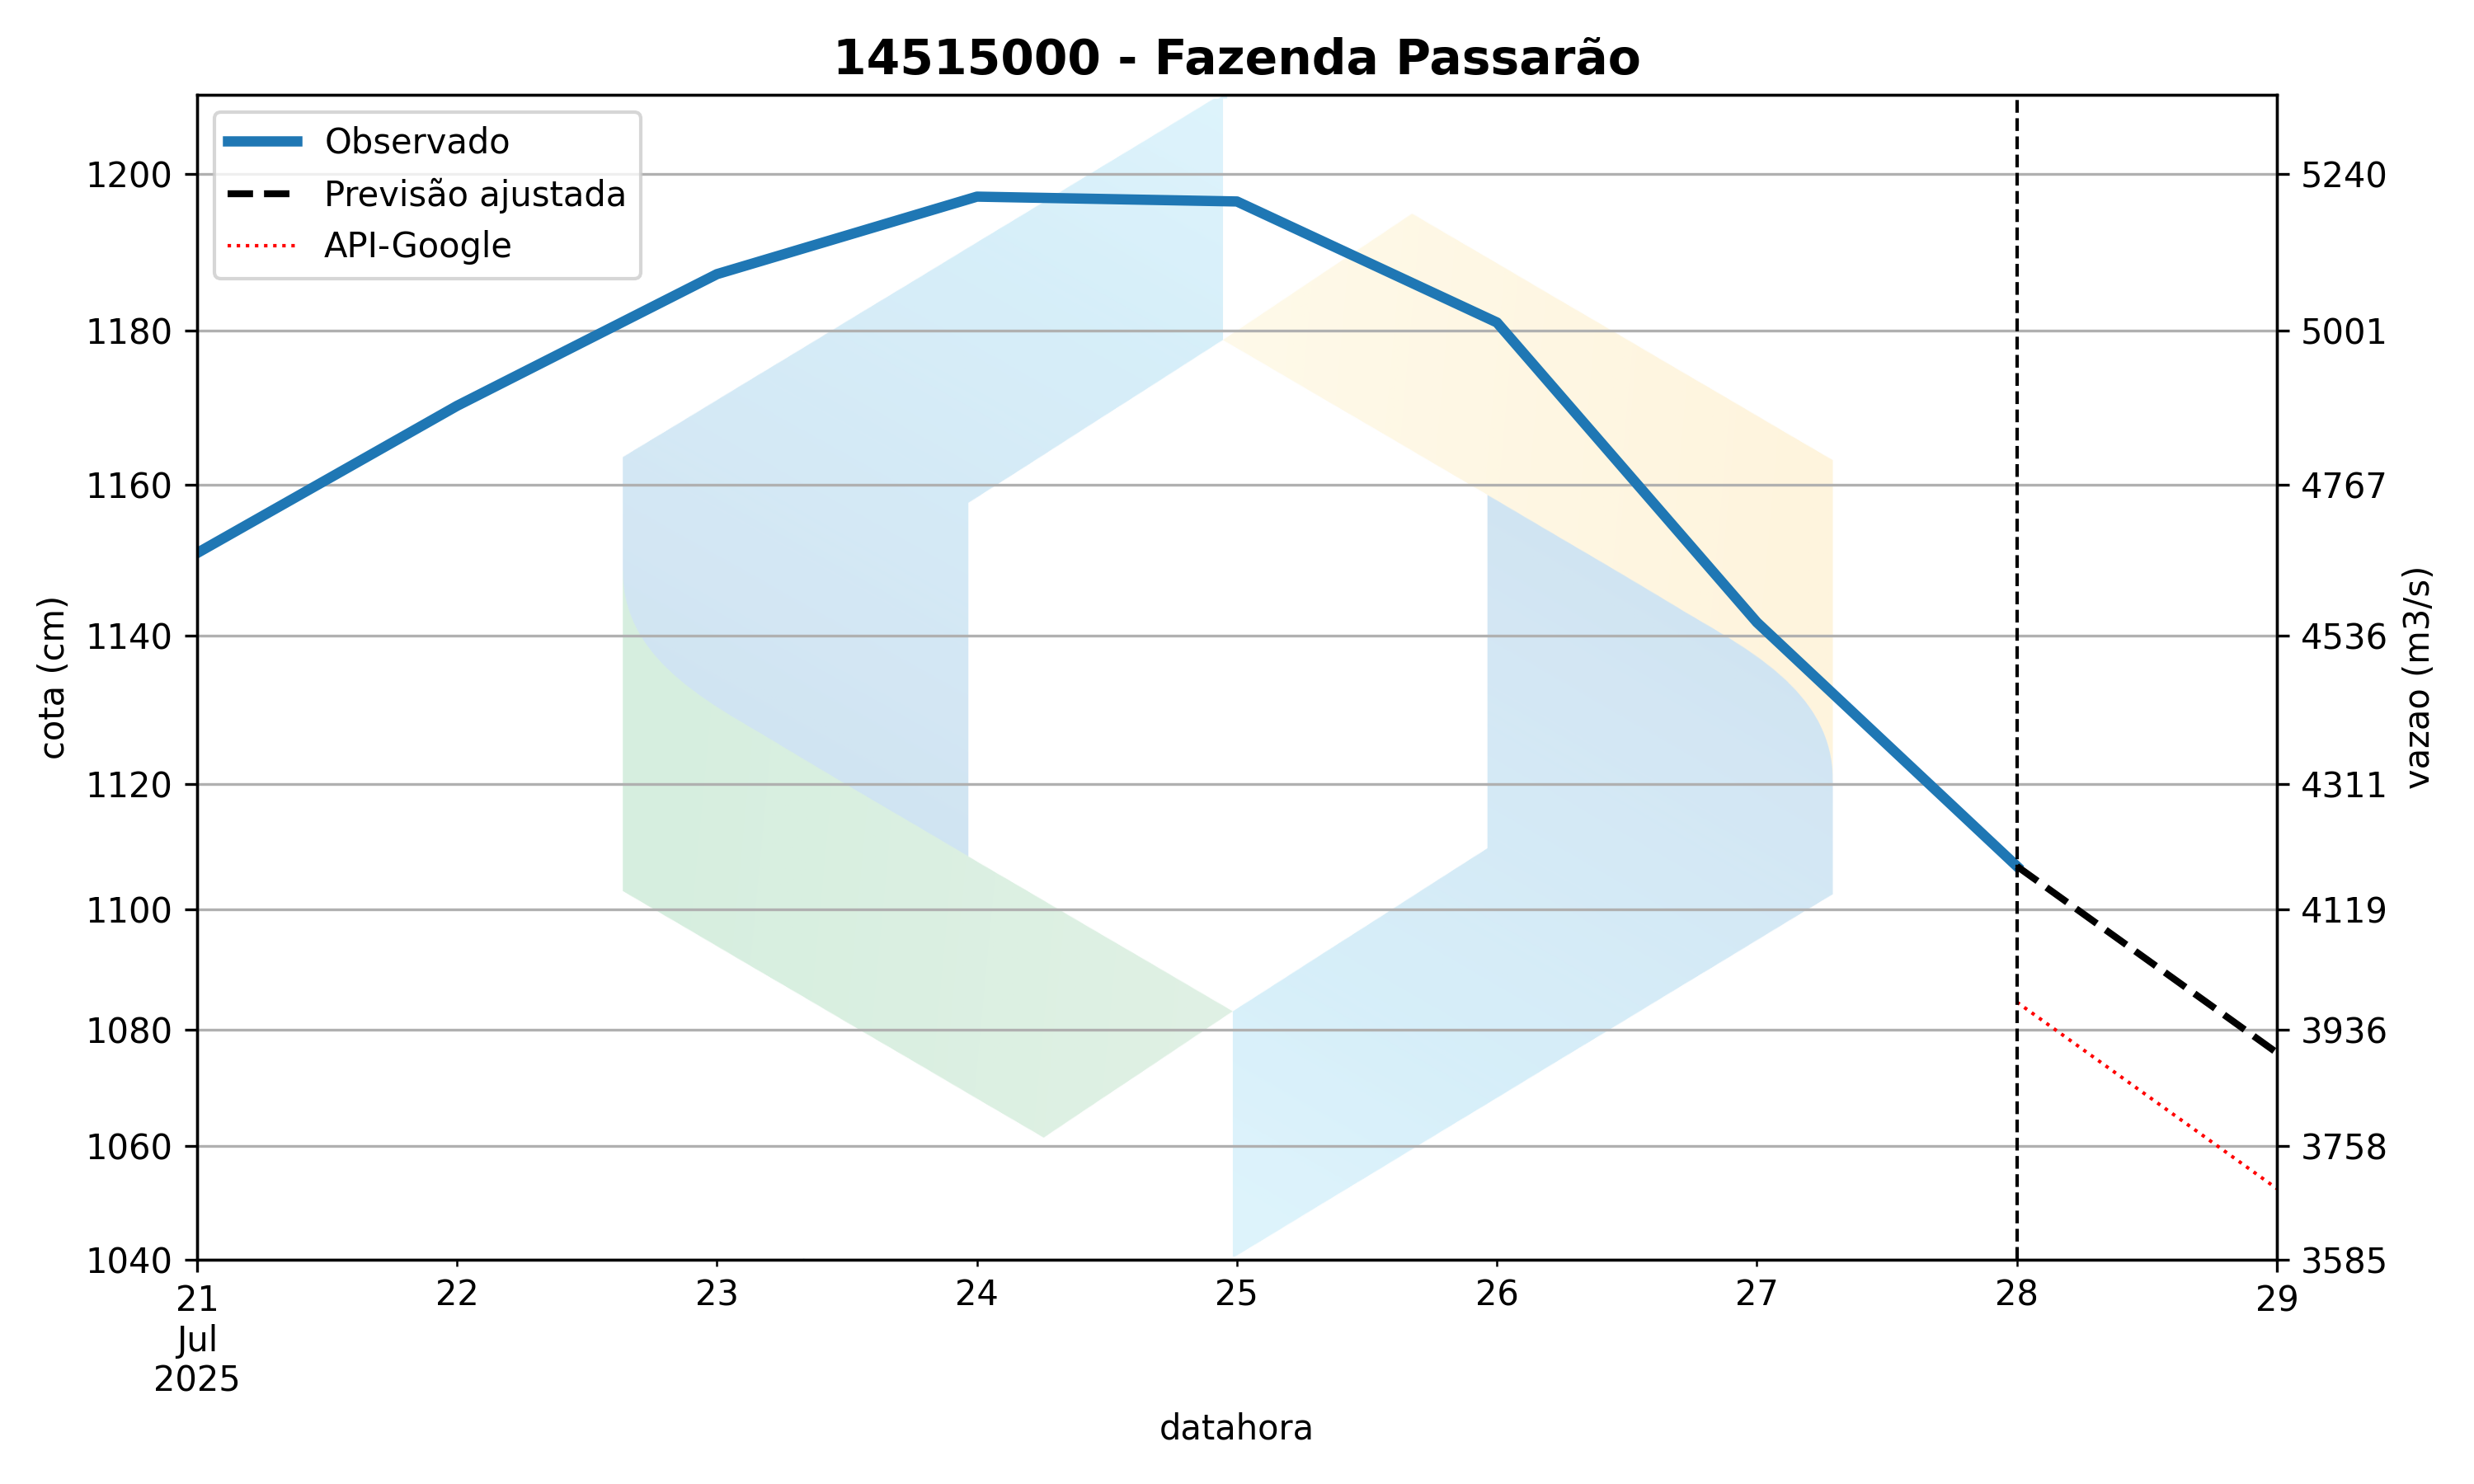 14515000 - Fazenda Passarão
Observado
Previsão ajustada
API-Google
cota (cm)
1200
1180
1160
1140
1120
1100
1080
1060
1040
5240
5001
4767
4536
4311
4119
3936
3758
3585
vazao (m3/s)
21 22 23 24 25 26 27 28 29
Jul
2025
datahora